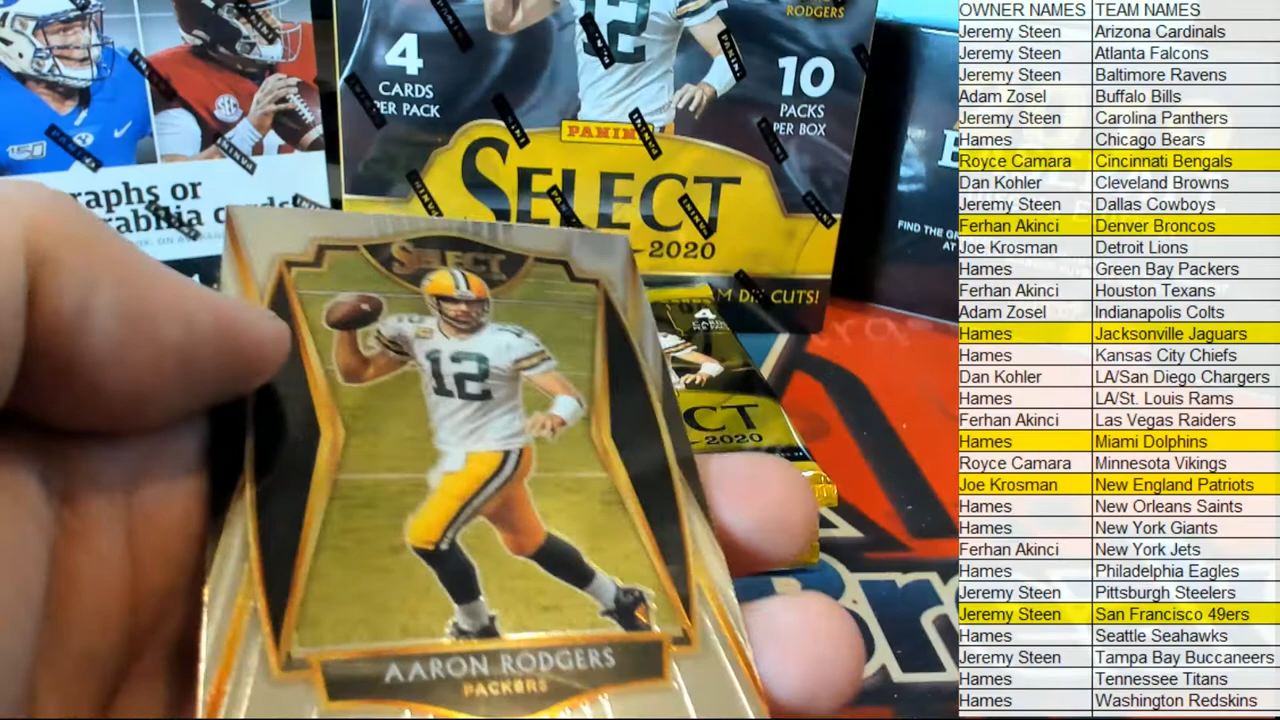 RODGERS
12
4
CARDS
PER PACK
10
PACKS
PER BOX
PANINI
SELECT
2020
M DIE CUTS!
SEC
150
raphs or
rabilia cards
FIND THE
AT
SELECT
12
AARON RODGERS
PACKERS
4
CT
2020
OWNER NAMES TEAM NAMES
Jeremy Steen Arizona Cardinals
Jeremy Steen Atlanta Falcons
Jeremy Steen Baltimore Ravens
Adam Zosel Buffalo Bills
Jeremy Steen Carolina Panthers
Hames Chicago Bears
Royce Camara Cincinnati Bengals
Dan Kohler Cleveland Browns
Jeremy Steen Dallas Cowboys
Ferhan Akinci Denver Broncos
Joe Krosman Detroit Lions
Hames Green Bay Packers
Ferhan Akinci Houston Texans
Adam Zosel Indianapolis Colts
Hames Jacksonville Jaguars
Hames Kansas City Chiefs
Dan Kohler LA/San Diego Chargers
Hames LA/St. Louis Rams
Ferhan Akinci Las Vegas Raiders
Hames Miami Dolphins
Royce Camara Minnesota Vikings
Joe Krosman New England Patriots
Hames New Orleans Saints
Hames New York Giants
Ferhan Akinci New York Jets
Hames Philadelphia Eagles
Jeremy Steen Pittsburgh Steelers
Jeremy Steen San Francisco 49ers
Hames Seattle Seahawks
Jeremy Steen Tampa Bay Buccaneers
Hames Tennessee Titans
Hames Washington Redskins